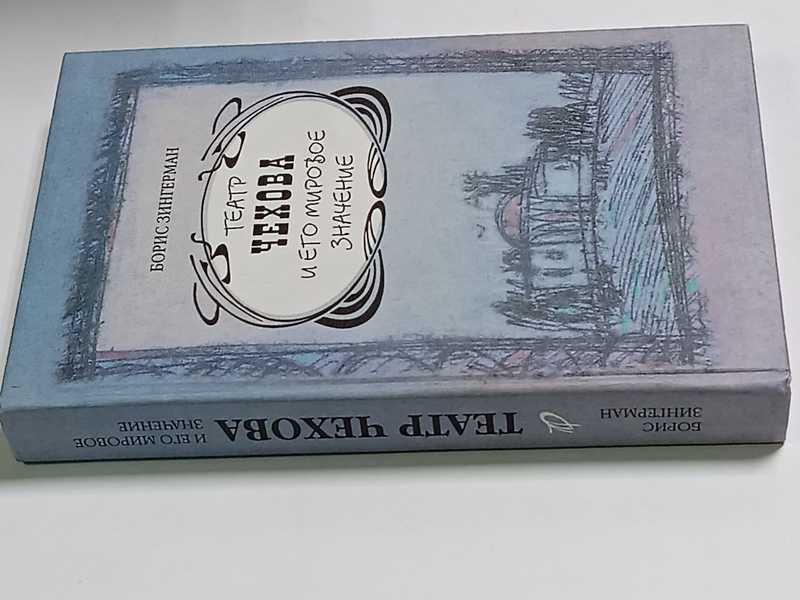 БОРИС ЗИНГЕРМАН
ТЕАТР
ЧЕХОВА
И ЕГО МИРОВОЕ
ЗНАЧЕНИЕ
БОРИС
ЗИНГЕРМАН
ТЕАТР ЧЕХОВА
И ЕГО МИРОВОЕ
ЗНАЧЕНИЕ